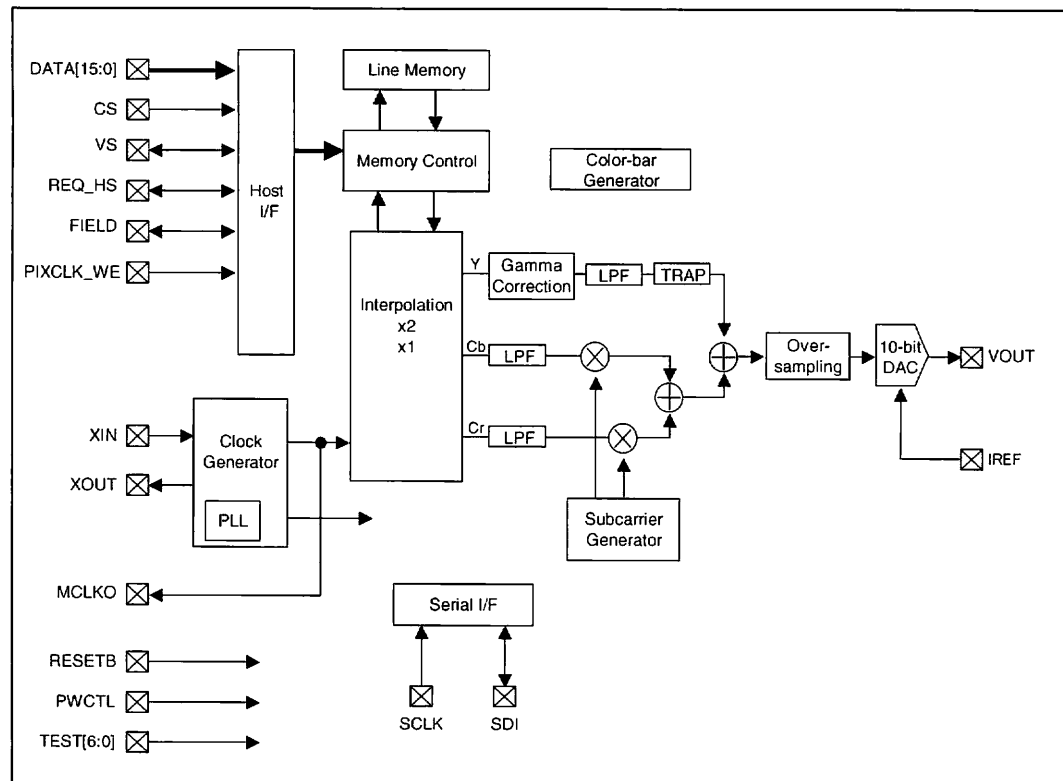 DATA[15:0]
CS
VS
REQ_HS
FIELD
PIXCLK_WE
Host
I/F
Line Memory
Memory Control
Color-bar
Generator
Interpolation
x2
x1
Y
Gamma
Correction
LPF
TRAP
Cb
LPF
Cr
LPF
Over-
sampling
10-bit
DAC
VOUT
IREF
XIN
XOUT
Clock
Generator
PLL
Subcarrier
Generator
MCLKO
Serial I/F
RESETB
PWCTL
TEST[6:0]
SCLK
SDI